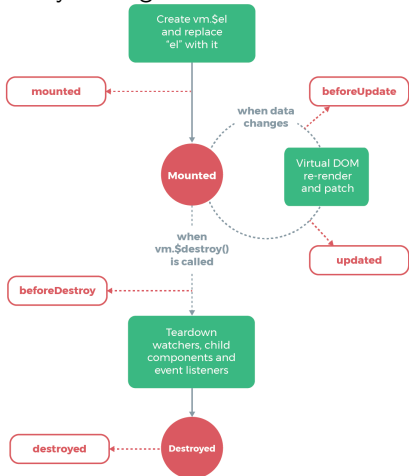 Create vm.$el
and replace
"el" with it
mounted
beforeUpdate
when data
changes
Mounted
Virtual DOM
re-render
and patch
when
vm.$destroy()
is called
updated
beforeDestroy
Teardown
watchers, child
components and
event listeners
destroyed
Destroyed